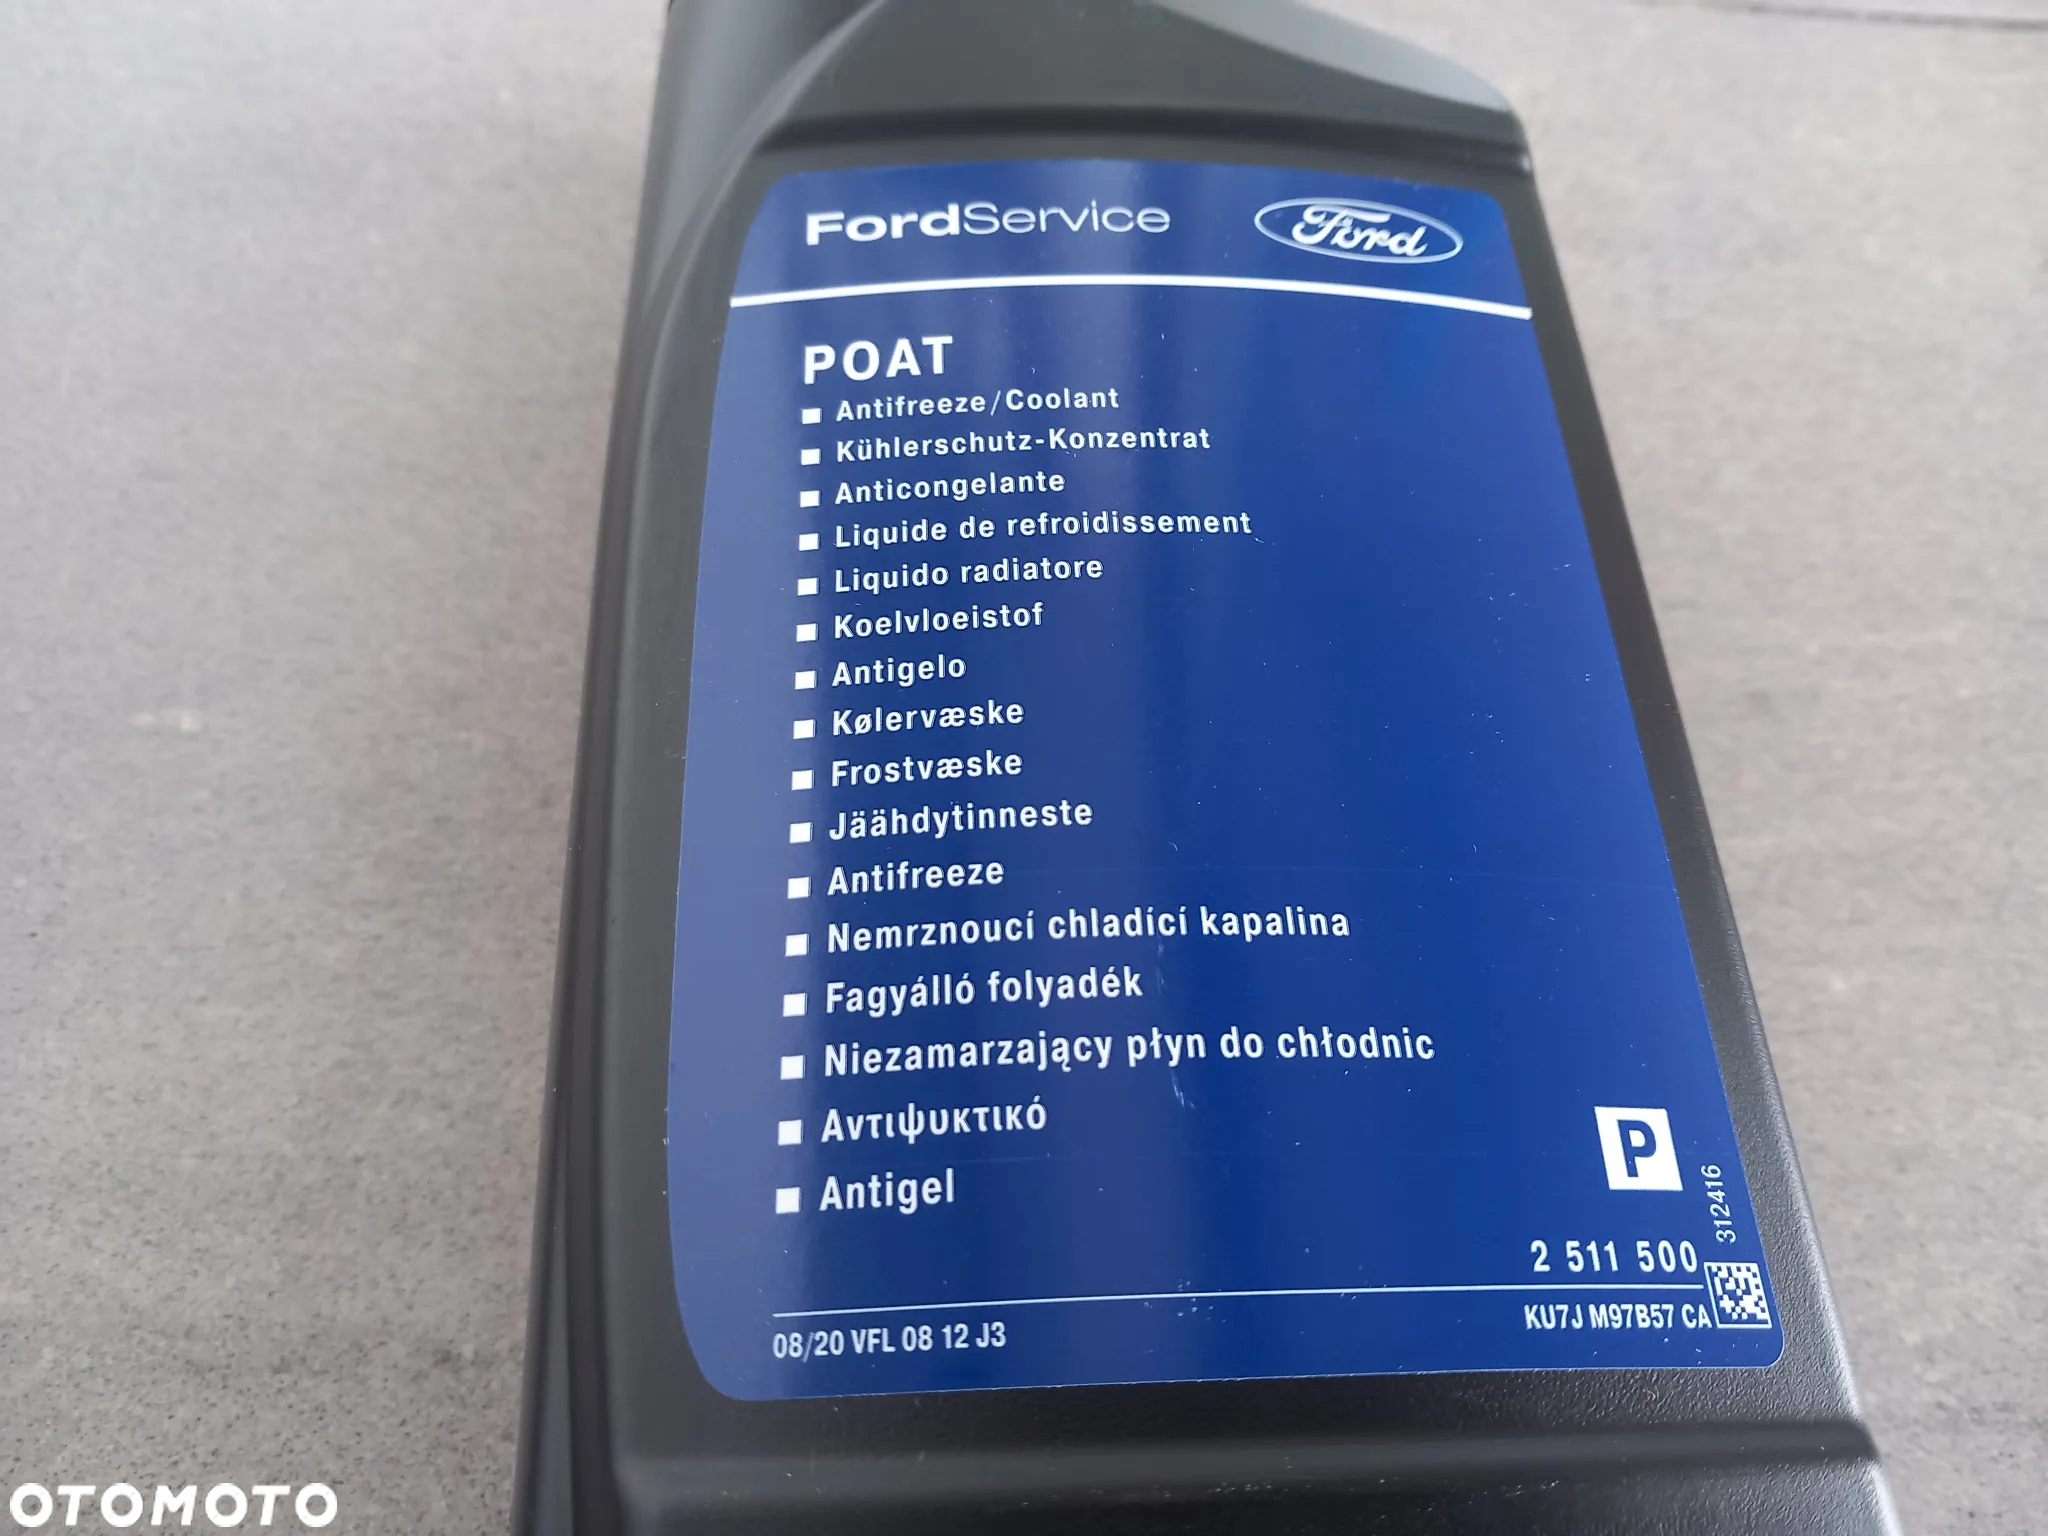 FordService Ford
POAT
Antifreeze/Coolant
Kühlerschutz-Konzentrat
Anticongelante
Liquide de refroidissement
Liquido radiatore
Koelvloeistof
Antigelo
Kølervæske
Frostvæske
Jäähdytinneste
Antifreeze
Nemrznoucí chladící kapalina
Fagyálló folyadék
Niezamarzający płyn do chłodnic
Αντιψυκτικό
Antigel
P
312416
2 511 500
08/20 VFL 08 12 J3
KU7J M97B57 CA
OTOMOTO